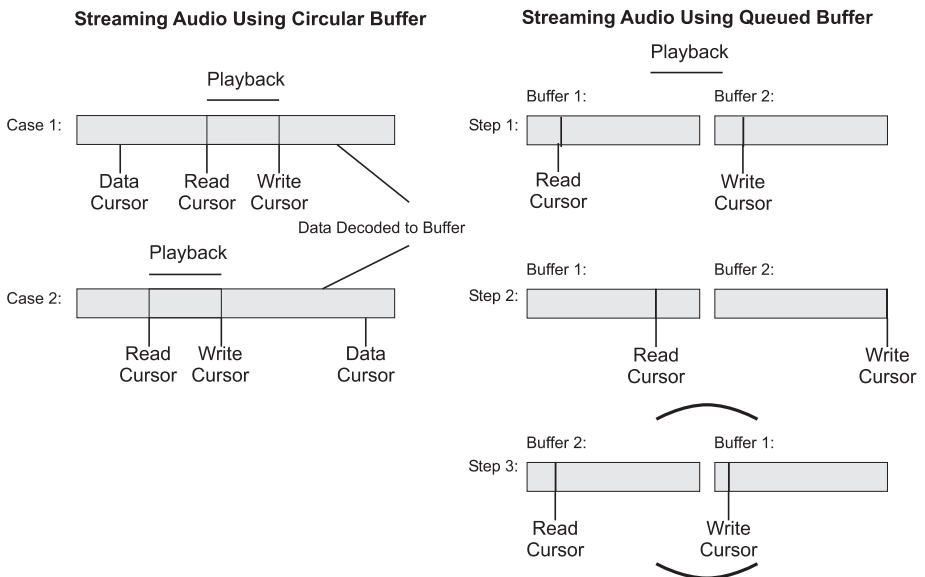 Streaming Audio Using Circular Buffer
Playback
Case 1:
Data
Cursor
Read
Cursor
Write
Cursor
Data Decoded to Buffer
Playback
Case 2:
Read
Cursor
Write
Cursor
Data
Cursor
Streaming Audio Using Queued Buffer
Playback
Buffer 1:
Buffer 2:
Step 1:
Read
Cursor
Write
Cursor
Buffer 1:
Buffer 2:
Step 2:
Read
Cursor
Write
Cursor
Buffer 2:
Buffer 1:
Step 3:
Read
Cursor
Write
Cursor